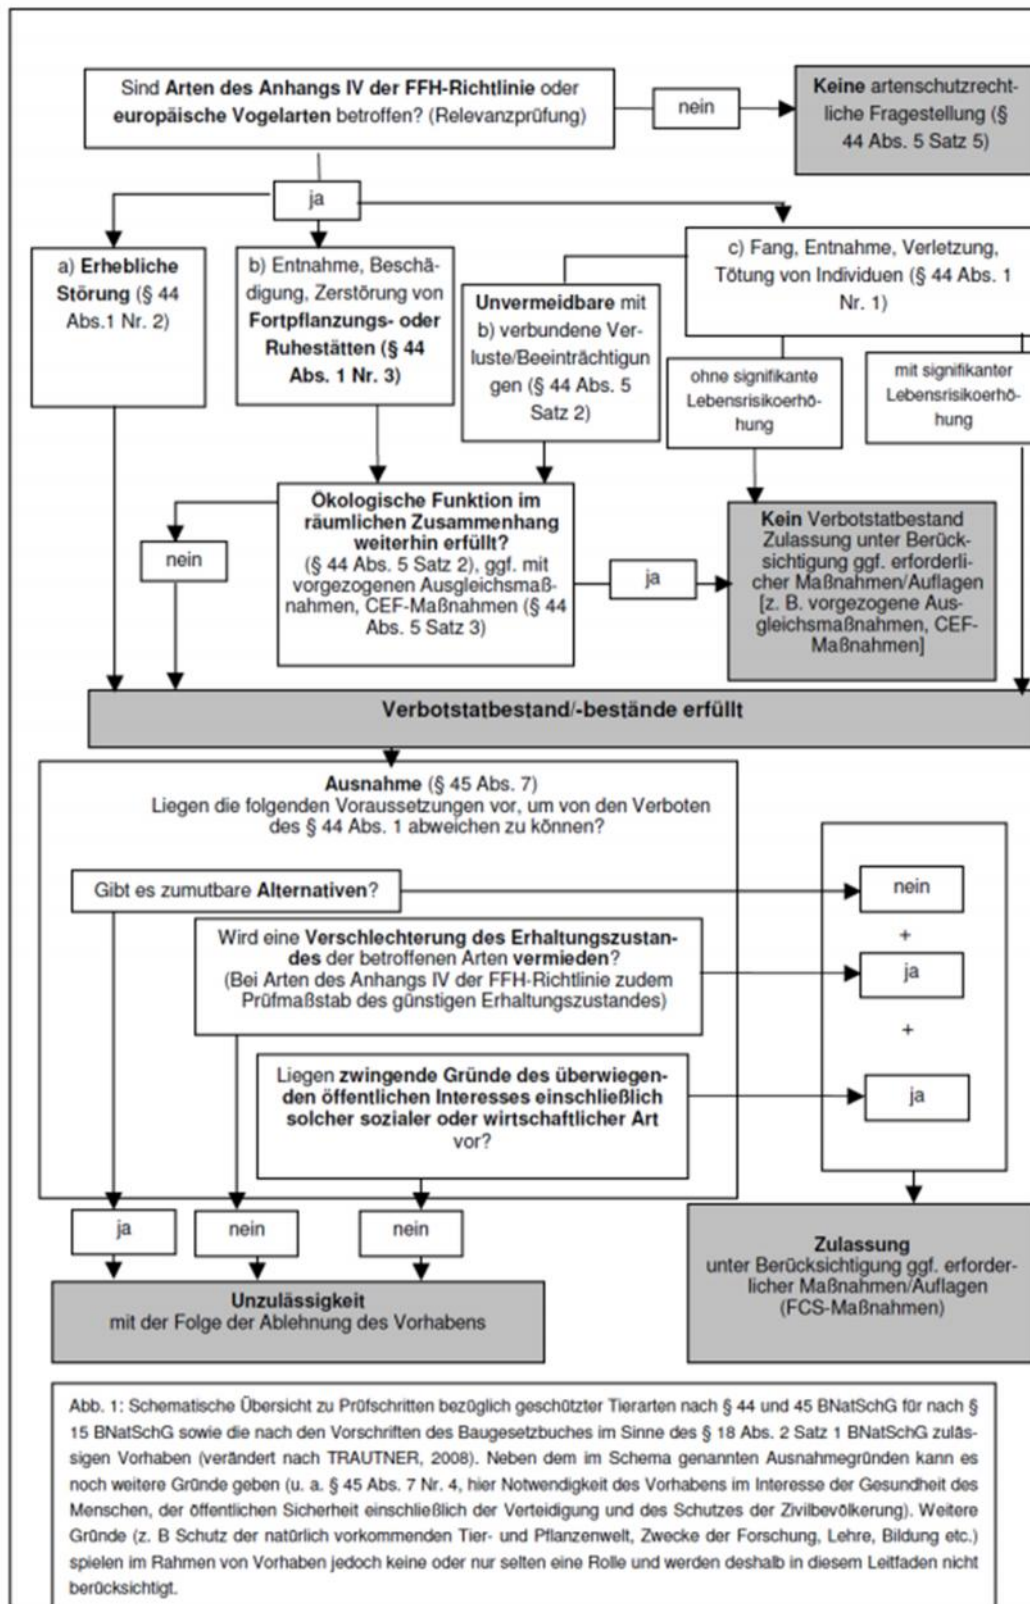 Sind Arten des Anhangs IV der FFH-Richtlinie oder
europäische Vogelarten betroffen? (Relevanzprüfung)
nein
Keine artenschutzrecht-
liche Fragestellung (§
44 Abs. 5 Satz 5)
ja
a) Erhebliche
Störung (§ 44
Abs.1 Nr. 2)
b) Entnahme, Beschä-
digung, Zerstörung von
Fortpflanzungs- oder
Ruhestätten (§ 44
Abs. 1 Nr. 3)
Unvermeidbare mit
b) verbundene Ver-
luste/Beeinträchtigun
gen (§ 44 Abs. 5
Satz 2)
c) Fang, Entnahme, Verletzung,
Tötung von Individuen (§ 44 Abs. 1
Nr. 1)
ohne signifikante
Lebensrisikoerhö-
hung
mit signifikanter
Lebensrisikoerhö-
hung
Ökologische Funktion im
räumlichen Zusammenhang
weiterhin erfüllt?
(§ 44 Abs. 5 Satz 2), ggf. mit
vorgezogenen Ausgleichsmaß-
nahmen, CEF-Maßnahmen (§ 44
Abs. 5 Satz 3)
nein
ja
Kein Verbotstatbestand
Zulassung unter Berück-
sichtigung ggf. erforderli-
cher Maßnahmen/Auflagen
[z. B. vorgezogene Aus-
gleichsmaßnahmen, CEF-
Maßnahmen]
Verbotstatbestand/-bestände erfüllt
Ausnahme (§ 45 Abs. 7)
Liegen die folgenden Voraussetzungen vor, um von den Verboten
des § 44 Abs. 1 abweichen zu können?
Gibt es zumutbare Alternativen?
nein
+
Wird eine Verschlechterung des Erhaltungszustan-
des der betroffenen Arten vermieden?
(Bei Arten des Anhangs IV der FFH-Richtlinie zudem
Prüfmaßstab des günstigen Erhaltungszustandes)
ja
+
Liegen zwingende Gründe des überwiegen-
den öffentlichen Interesses einschließlich
solcher sozialer oder wirtschaftlicher Art
vor?
ja
ja
nein
nein
Unzulässigkeit
mit der Folge der Ablehnung des Vorhabens
Zulassung
unter Berücksichtigung ggf. erforder-
licher Maßnahmen/Auflagen
(FCS-Maßnahmen)
Abb. 1: Schematische Übersicht zu Prüfschritten bezüglich geschützter Tierarten nach § 44 und 45 BNatSchG für nach §
15 BNatSchG sowie die nach den Vorschriften des Baugesetzbuches im Sinne des § 18 Abs. 2 Satz 1 BNatSchG zuläs-
sigen Vorhaben (verändert nach TRAUTNER, 2008). Neben dem im Schema genannten Ausnahmegründen kann es
noch weitere Gründe geben (u. a. § 45 Abs. 7 Nr. 4, hier Notwendigkeit des Vorhabens im Interesse der Gesundheit des
Menschen, der öffentlichen Sicherheit einschließlich der Verteidigung und des Schutzes der Zivilbevölkerung). Weitere
Gründe (z. B Schutz der natürlich vorkommenden Tier- und Pflanzenwelt, Zwecke der Forschung, Lehre, Bildung etc.)
spielen im Rahmen von Vorhaben jedoch keine oder nur selten eine Rolle und werden deshalb in diesem Leitfaden nicht
berücksichtigt.